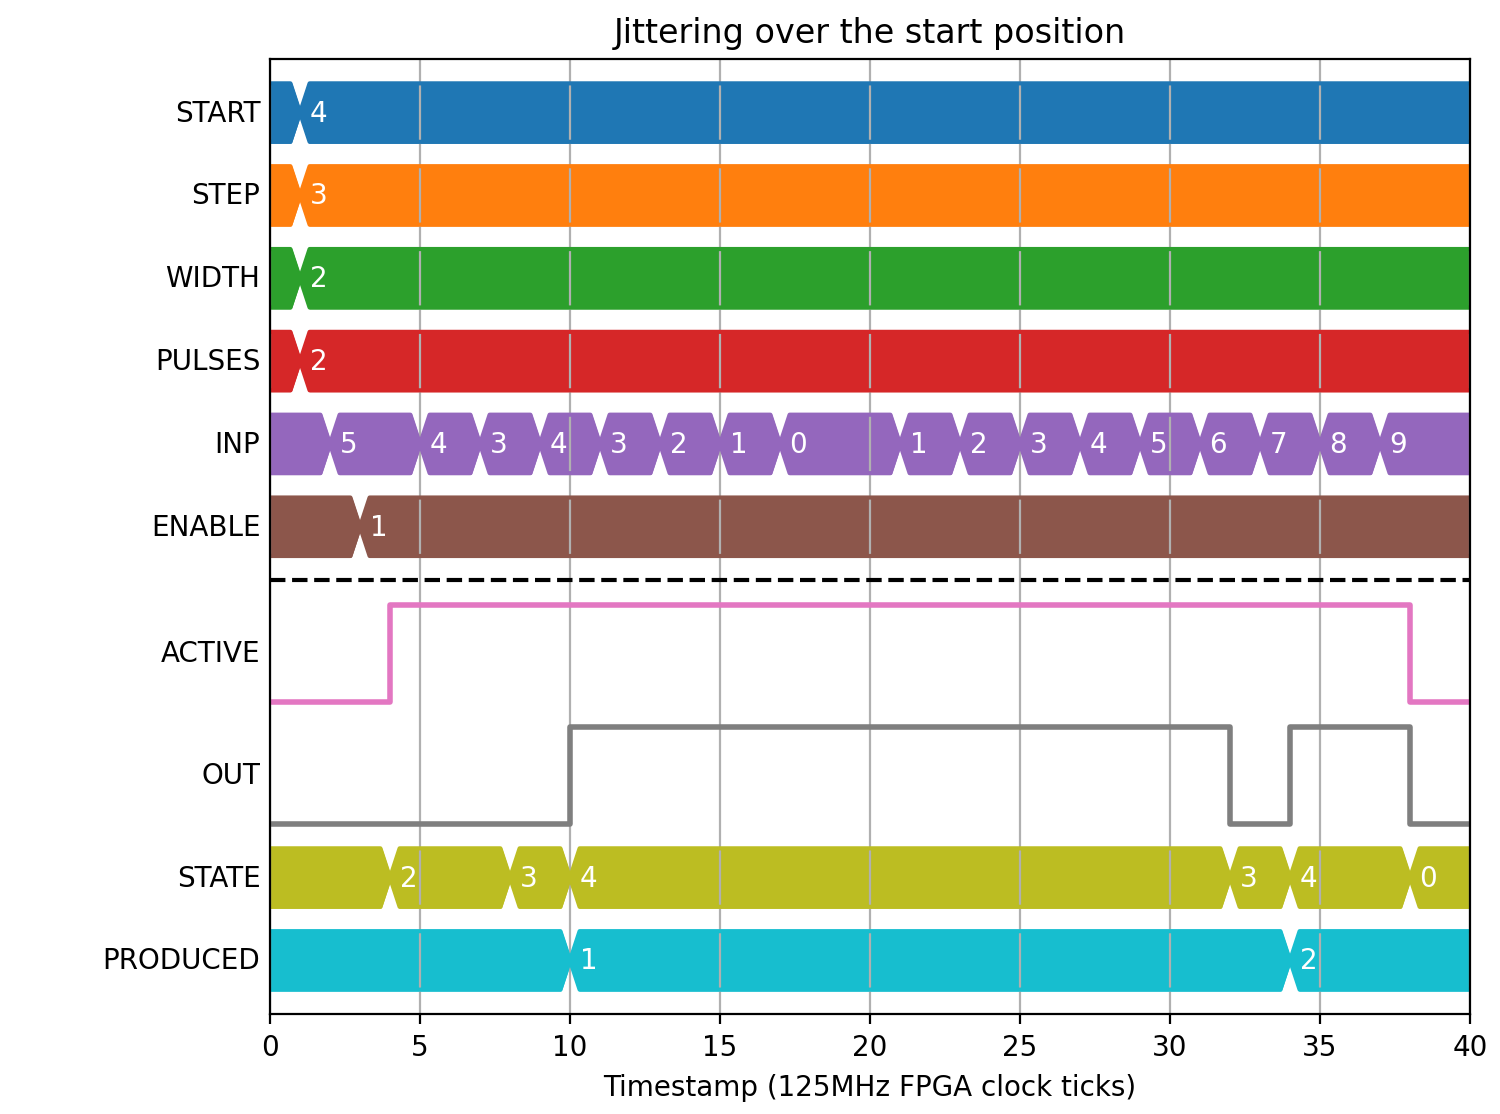 Jittering over the start position
START 4
STEP 3
WIDTH 2
PULSES 2
INP 5 4 3 4 3 2 1 0 1 2 3 4 5 6 7 8 9
ENABLE 1
ACTIVE
OUT
STATE 2 3 4 3 4 0
PRODUCED 1 2
0 5 10 15 20 25 30 35 40
Timestamp (125MHz FPGA clock ticks)